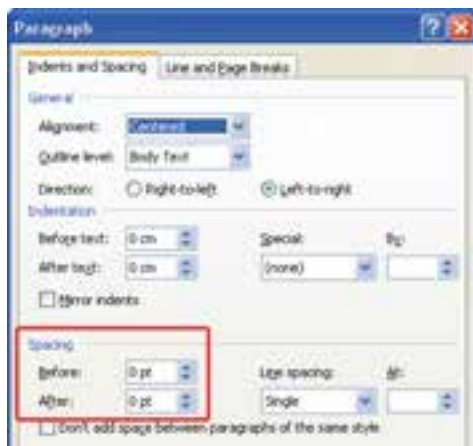 Paragraph
Indents and Spacing Line and Page Breaks
General
Alignment: Centered
Outline level: Body Text
Direction: Right-to-left Left-to-right
Indentation
Before text: 0 cm Special: By:
After text: 0 cm (none)
Mirror indents
Spacing
Before: 0 pt Line spacing: At:
After: 0 pt Single
Don't add space between paragraphs of the same style